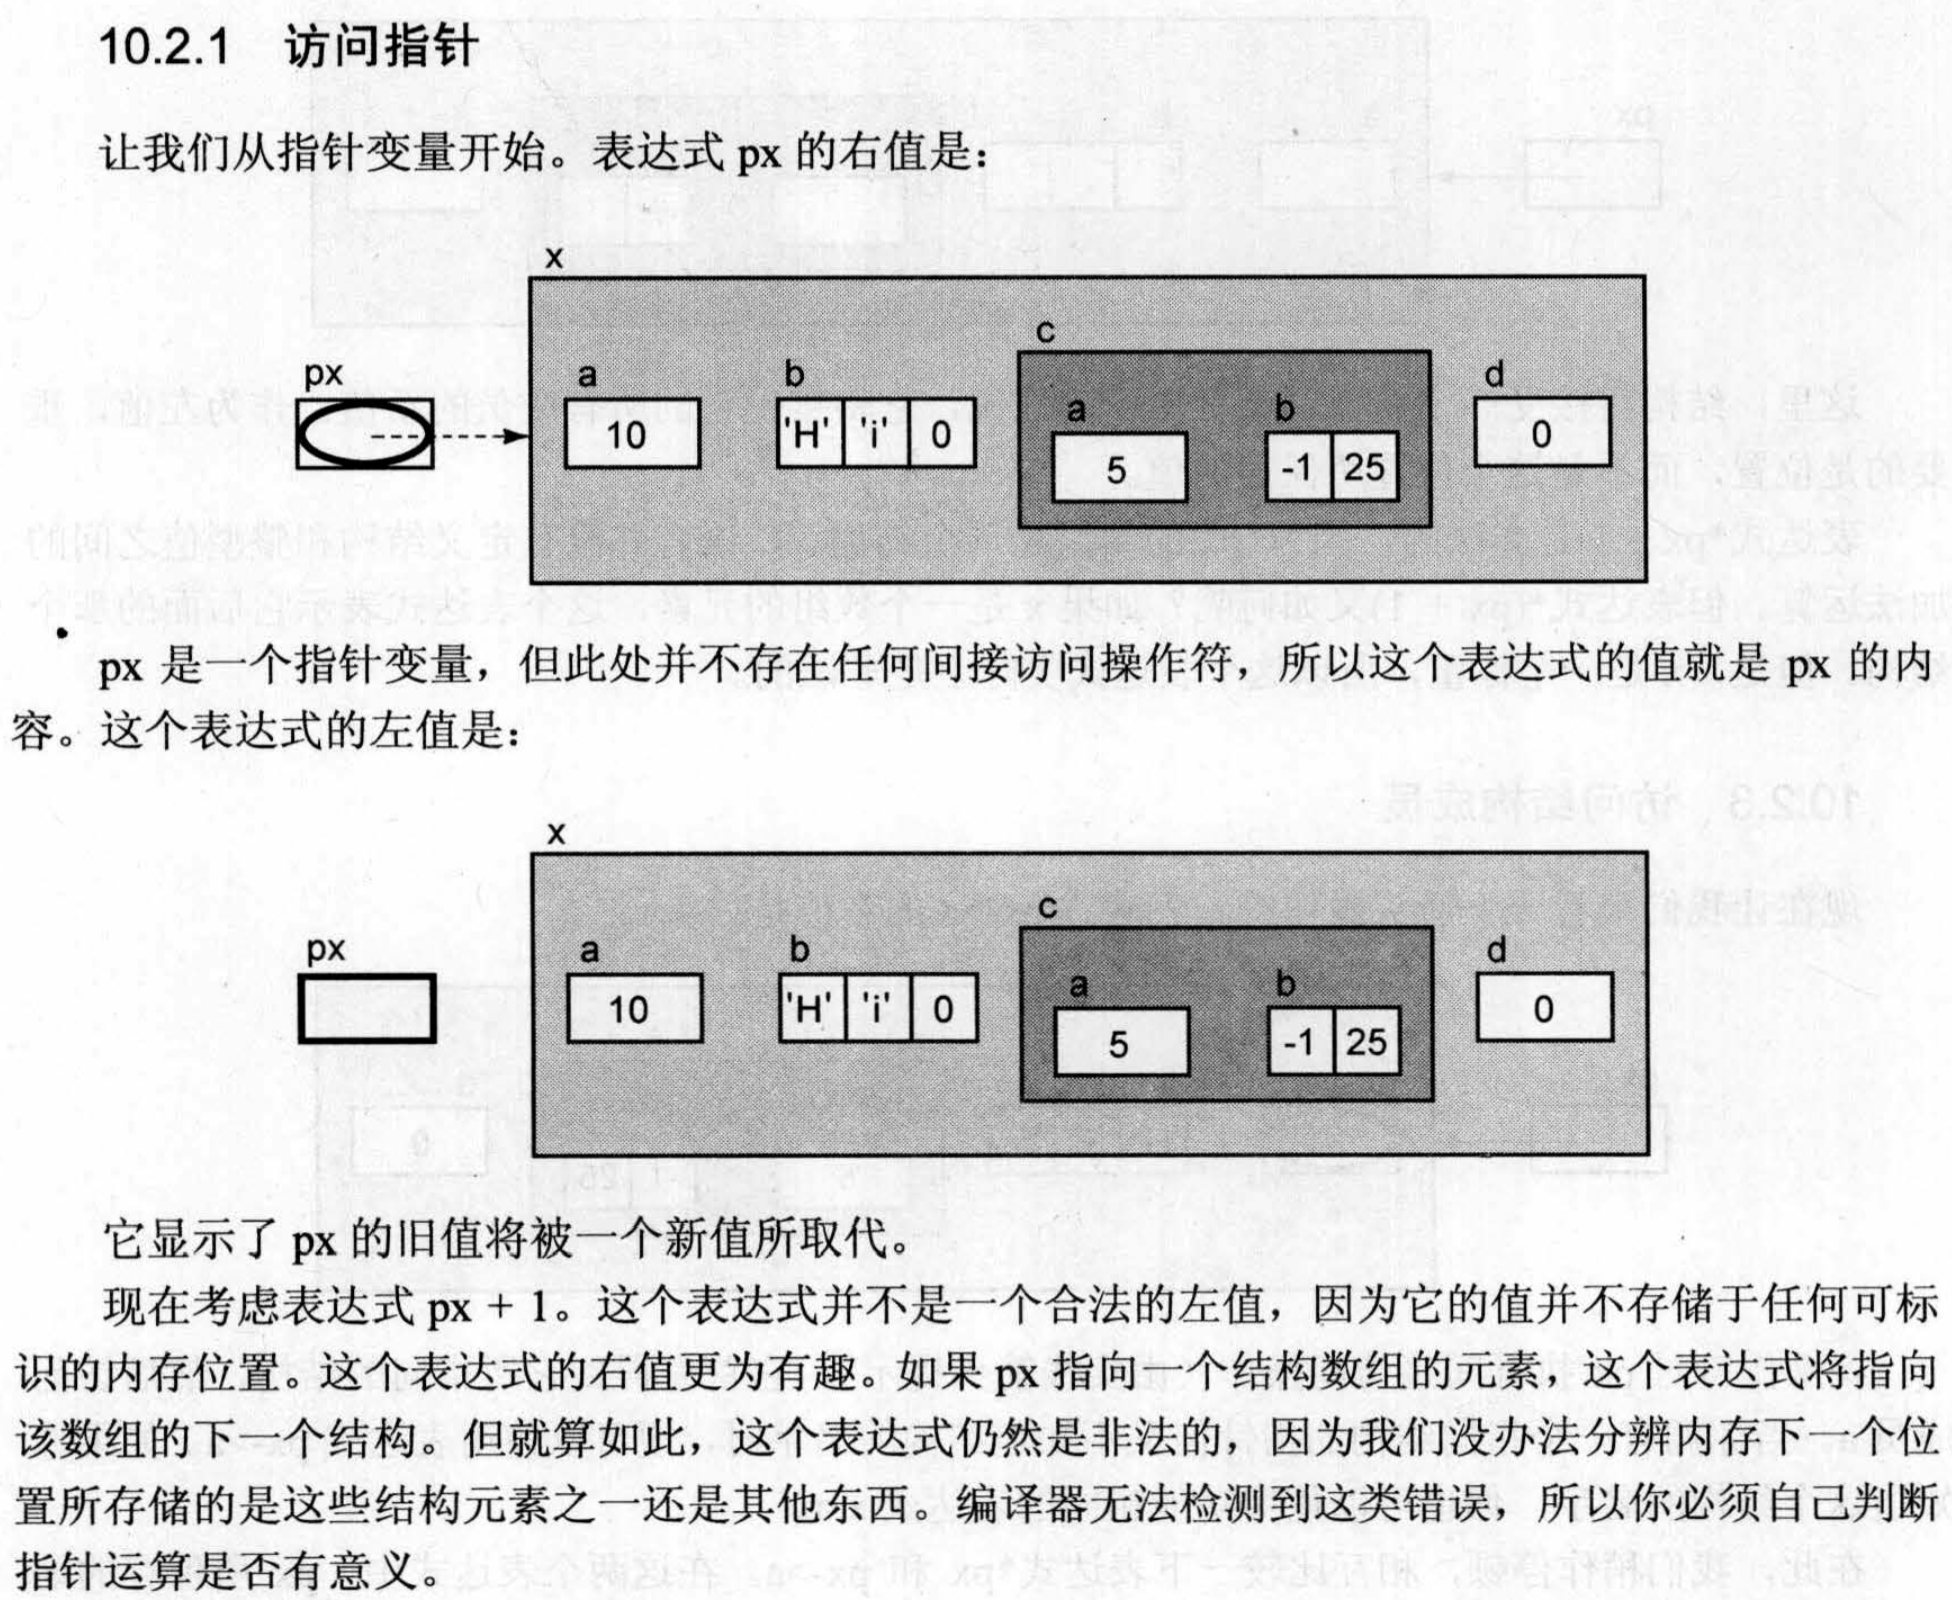 10.2.1 访问指针
让我们从指针变量开始。表达式 px 的右值是：
x
c
px a b d
a b
10 'H' 'i' 0 0
5 -1 25
px 是一个指针变量，但此处并不存在任何间接访问操作符，所以这个表达式的值就是 px 的内
容。这个表达式的左值是：
x
c
px a b d
a b
10 'H' 'i' 0 0
5 -1 25
它显示了 px 的旧值将被一个新值所取代。
现在考虑表达式 px + 1。这个表达式并不是一个合法的左值，因为它的值并不存储于任何可标
识的内存位置。这个表达式的右值更为有趣。如果 px 指向一个结构数组的元素，这个表达式将指向
该数组的下一个结构。但就算如此，这个表达式仍然是非法的，因为我们没办法分辨内存下一个位
置所存储的是这些结构元素之一还是其他东西。编译器无法检测到这类错误，所以你必须自己判断
指针运算是否有意义。